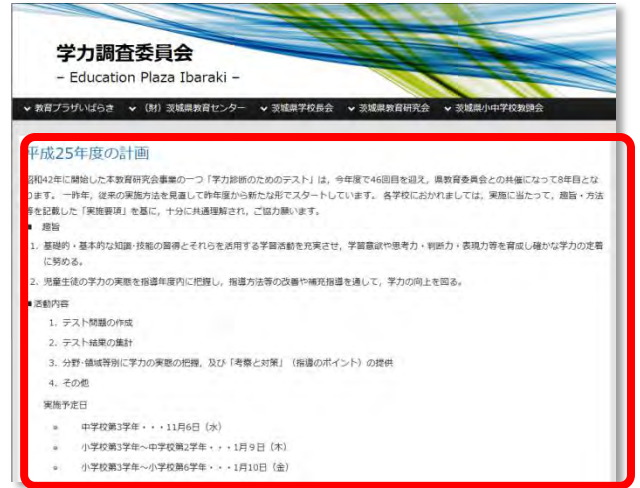 学力調査委員会
– Education Plaza Ibaraki –
教育プラザいばらき (財)茨城県教育センター 茨城県学校長会 茨城県教育研究会 茨城県小中学校教頭会
平成25年度の計画
昭和42年に開始した本教育研究会事業の一つ「学力診断のためのテスト」は，今年度で46回目を迎え，県教育委員会との共催になって8年目とな
ります。 一昨年，従来の実施方法を見直して昨年度から新たな形でスタートしています。 各学校におかれましては，実施に当たって，趣旨・方法
等を記載した「実施要項」を基に，十分に共通理解され，ご協力願います。
■ 趣旨
1. 基礎的・基本的な知識·技能の習得とそれらを活用する学習活動を充実させ，学習意欲や思考力・判断力・表現力等を育成し確かな学力の定着
に努める。
2. 児童生徒の学力の実態を指導年度内に把握し，指導方法等の改善や補充指導を通して，学力の向上を図る。
■活動内容
1. テスト問題の作成
2. テスト結果の集計
3. 分野·領域等別に学力の実態の把握，及び「考察と対策」（指導のポイント）の提供
4. その他
実施予定日
中学校第3学年・・・11月6日（水）
小学校第3学年～中学校第2学年・・・1月9日（木）
小学校第3学年～小学校第6学年・・・1月10日（金）